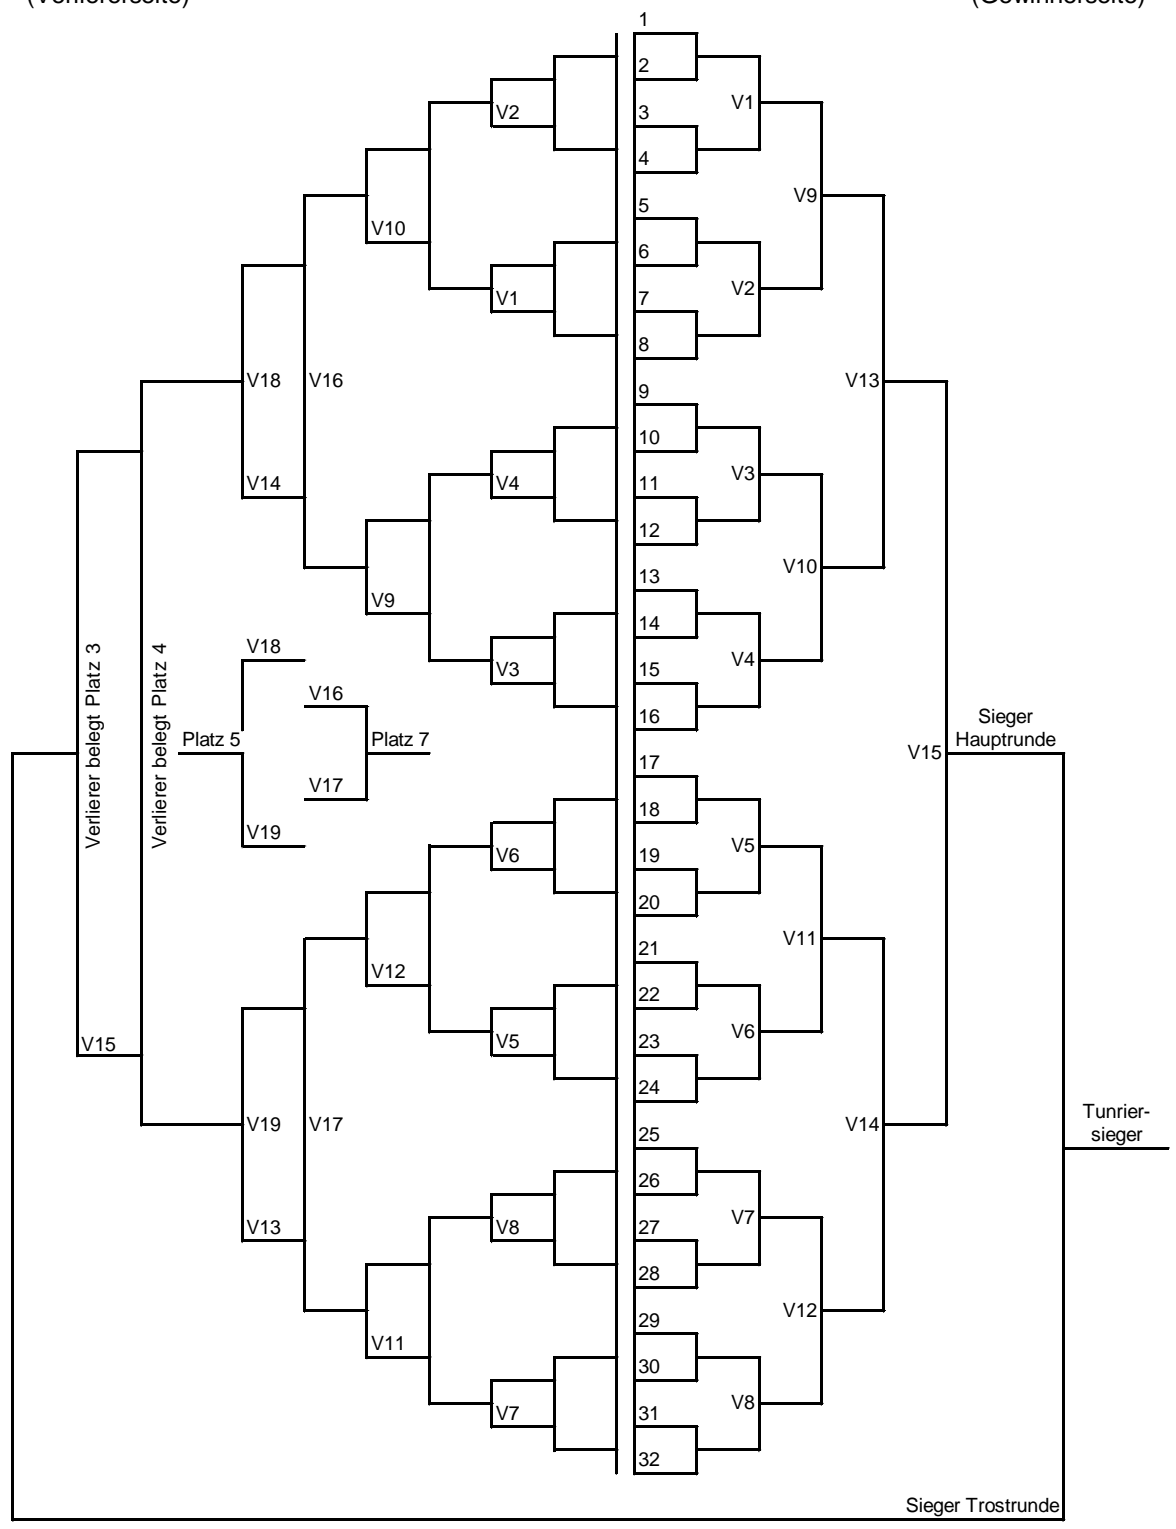 1
2
V2
V1
3
4
V9
5
V10
6
V2
V1
7
8
V18
V16
V13
9
10
V3
V14
V4
11
12
V10
13
V9
14
V18
V3
V4
15
V16
16
Sieger
Hauptrunde
Verlierer belegt Platz 3
Verlierer belegt Platz 4
Platz 5
Platz 7
V15
17
V17
18
V19
V6
V5
19
20
V11
21
V12
22
V6
V15
V5
23
24
Tunrier-
sieger
V19
V17
V14
25
26
V7
V13
V8
27
28
V12
29
V11
30
V7
V8
31
32
Sieger Trostrunde